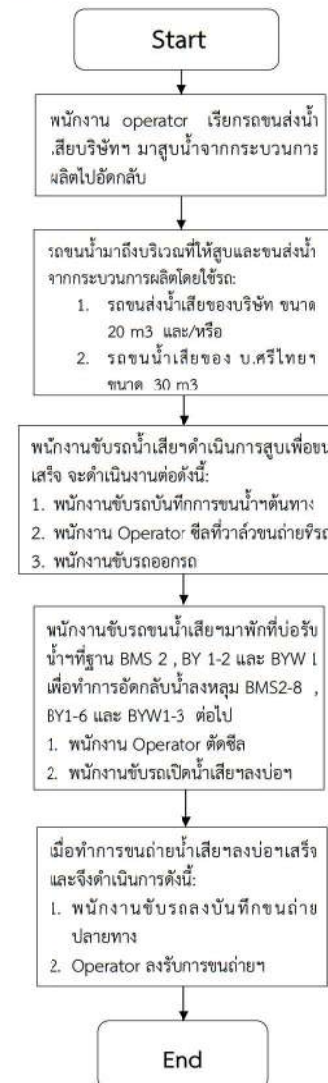 Start
พนักงาน operator เรียกรถขนส่งน้ำ
เสียบริษัทฯ มาสูบน้ำจากกระบวนการ
ผลิตไปอัดกลับ
รถขนน้ำมาถึงบริเวณที่ให้สูบและขนส่งน้ำ
จากกระบวนการผลิตโดยใช้รถ:
1. รถขนส่งน้ำเสียของบริษัท ขนาด
20 m3 และ/หรือ
2. รถขนน้ำเสียของ บ.ศรีไทยฯ
ขนาด 30 m3
พนักงานขับรถน้ำเสียฯดำเนินการสูบเพื่อขน
เสร็จ จะดำเนินงานต่อดังนี้:
1. พนักงานขับรถบันทึกการขนน้ำฯต้นทาง
2. พนักงาน Operator ซีลที่วาล์วขนถ่ายที่รถ
3. พนักงานขับรถออกรถ
พนักงานขับรถขนน้ำเสียฯมาพักที่บ่อรับ
น้ำฯที่ฐาน BMS 2 , BY 1-2 และ BYW 1
เพื่อทำการอัดกลับน้ำลงหลุม BMS2-8 ,
BY1-6 และ BYW1-3 ต่อไป
1. พนักงาน Operator ตัดซีล
2. พนักงานขับรถเปิดน้ำเสียฯลงบ่อฯ
เมื่อทำการขนถ่ายน้ำเสียฯลงบ่อฯเสร็จ
และจึงดำเนินการดังนี้:
1. พนักงานขับรถลงบันทึกขนถ่าย
ปลายทาง
2. Operator ลงรับการขนถ่ายฯ
End